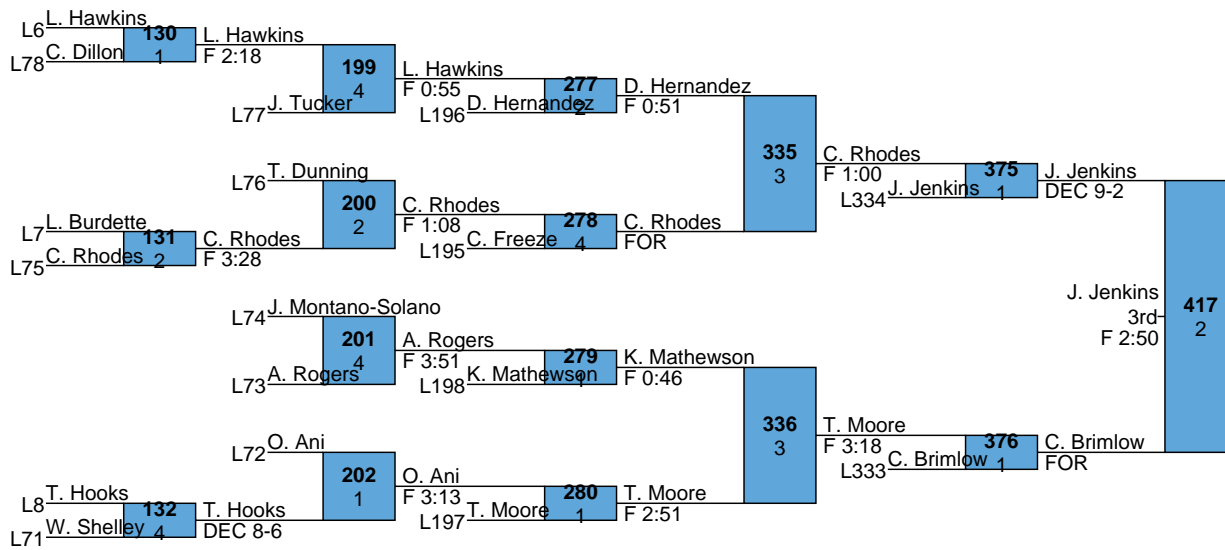 L6 L. Hawkins
130
1
L78 C. Dillon
L. Hawkins
F 2:18
199
4
L77 J. Tucker
L. Hawkins
F 0:55
277
2
L196 D. Hernandez
D. Hernandez
F 0:51
335
3
L76 T. Dunning
200
2
L7 L. Burdette
131
2
L75 C. Rhodes
C. Rhodes
F 3:28
C. Rhodes
F 1:08
278
4
L195 C. Freeze
C. Rhodes
FOR
C. Rhodes
F 1:00
375
1
L334 J. Jenkins
J. Jenkins
DEC 9-2
417
2
J. Jenkins
3rd
F 2:50
L74 J. Montano-Solano
201
4
L73 A. Rogers
A. Rogers
F 3:51
279
1
L198 K. Mathewson
K. Mathewson
F 0:46
336
3
L72 O. Ani
202
1
L8 T. Hooks
132
4
L71 W. Shelley
T. Hooks
DEC 8-6
O. Ani
F 3:13
280
1
L197 T. Moore
T. Moore
F 2:51
T. Moore
F 3:18
376
1
L333 C. Brimlow
C. Brimlow
FOR